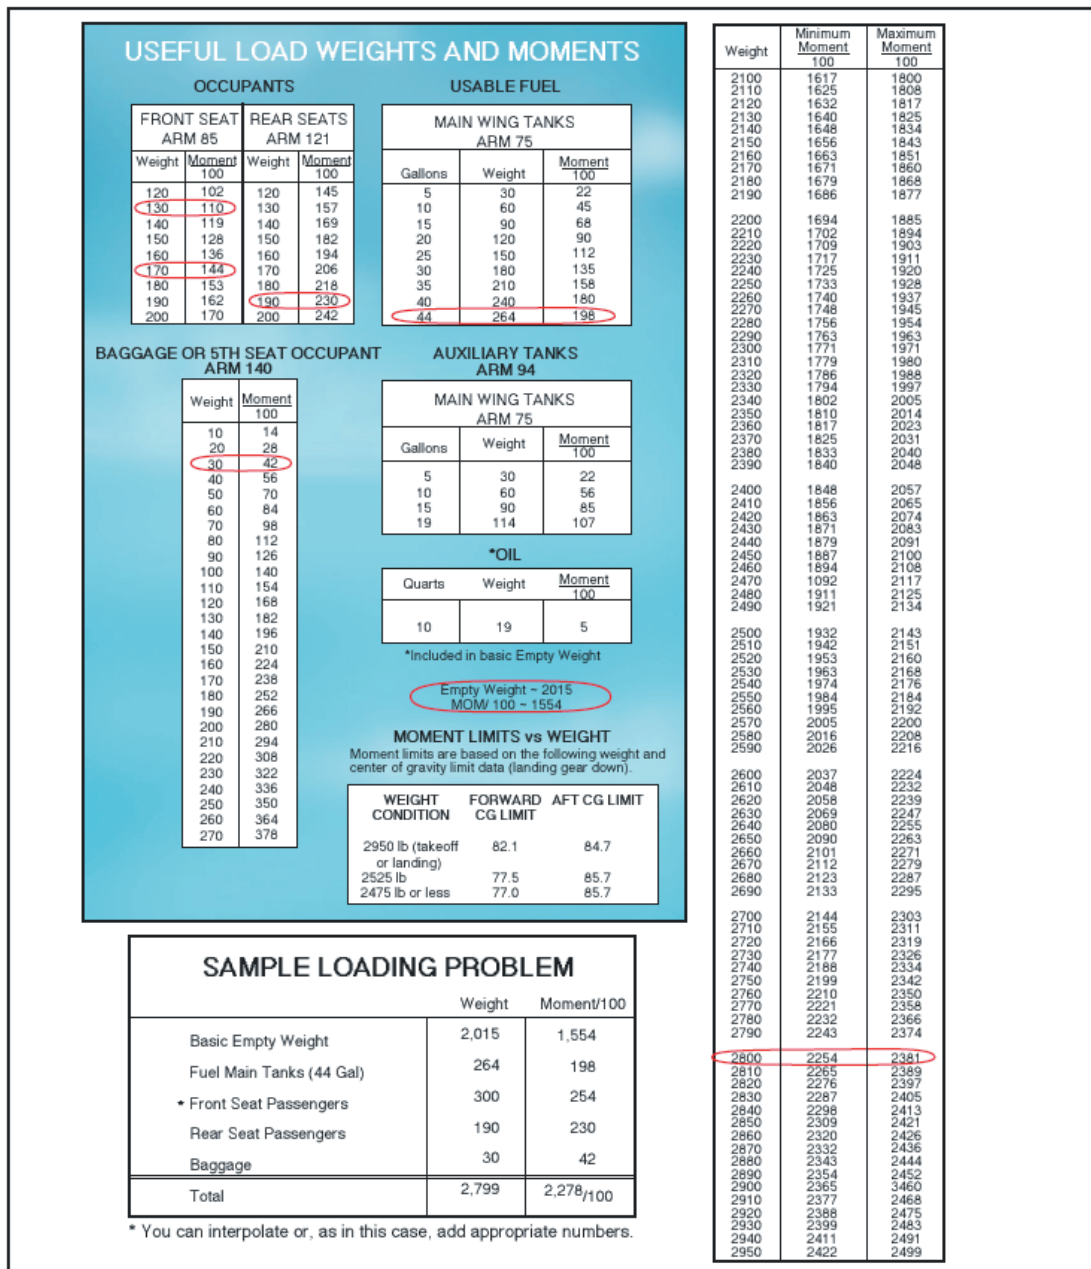 USEFUL LOAD WEIGHTS AND MOMENTS
OCCUPANTS
FRONT SEAT REAR SEATS
ARM 85 ARM 121
Weight Moment Weight Moment
100 100
120 102 120 145
130 110 130 157
140 119 140 169
150 128 150 182
160 136 160 194
170 144 170 206
180 153 180 218
190 162 190 230
200 170 200 242
USABLE FUEL
MAIN WING TANKS
ARM 75
Gallons Weight Moment
100
5 30 22
10 60 45
15 90 68
20 120 90
25 150 112
30 180 135
35 210 158
40 240 180
44 264 198
BAGGAGE OR 5TH SEAT OCCUPANT
ARM 140
Weight Moment
100
10 14
20 28
30 42
40 56
50 70
60 84
70 98
80 112
90 126
100 140
110 154
120 168
130 182
140 196
150 210
160 224
170 238
180 252
190 266
200 280
210 294
220 308
230 322
240 336
250 350
260 364
270 378
AUXILIARY TANKS
ARM 94
MAIN WING TANKS
ARM 75
Gallons Weight Moment
100
5 30 22
10 60 56
15 90 85
19 114 107
*OIL
Quarts Weight Moment
100
10 19 5
*Included in basic Empty Weight
Empty Weight ~ 2015
MOM/ 100 ~ 1554
MOMENT LIMITS vs WEIGHT
Moment limits are based on the following weight and
center of gravity limit data (landing gear down).
WEIGHT FORWARD AFT CG LIMIT
CONDITION CG LIMIT
2950 lb (takeoff 82.1 84.7
or landing)
2525 lb 77.5 85.7
2475 lb or less 77.0 85.7
SAMPLE LOADING PROBLEM
Weight Moment/100
Basic Empty Weight 2,015 1,554
Fuel Main Tanks (44 Gal) 264 198
* Front Seat Passengers 300 254
Rear Seat Passengers 190 230
Baggage 30 42
Total 2,799 2,278/100
* You can interpolate or, as in this case, add appropriate numbers.
Minimum Maximum
Weight Moment Moment
100 100
2100 1617 1800
2110 1625 1808
2120 1632 1817
2130 1640 1825
2140 1648 1834
2150 1656 1843
2160 1663 1851
2170 1671 1860
2180 1679 1868
2190 1686 1877
2200 1694 1885
2210 1702 1894
2220 1709 1903
2230 1717 1911
2240 1725 1920
2250 1733 1928
2260 1740 1937
2270 1748 1945
2280 1756 1954
2290 1763 1963
2300 1771 1971
2310 1779 1980
2320 1786 1988
2330 1794 1997
2340 1802 2005
2350 1810 2014
2360 1817 2023
2370 1825 2031
2380 1833 2040
2390 1840 2048
2400 1848 2057
2410 1856 2065
2420 1863 2074
2430 1871 2083
2440 1879 2091
2450 1887 2100
2460 1894 2108
2470 1092 2117
2480 1911 2125
2490 1921 2134
2500 1932 2143
2510 1942 2151
2520 1953 2160
2530 1963 2168
2540 1974 2176
2550 1984 2184
2560 1995 2192
2570 2005 2200
2580 2016 2208
2590 2026 2216
2600 2037 2224
2610 2048 2232
2620 2058 2239
2630 2069 2247
2640 2080 2255
2650 2090 2263
2660 2101 2271
2670 2112 2279
2680 2123 2287
2690 2133 2295
2700 2144 2303
2710 2155 2311
2720 2166 2319
2730 2177 2326
2740 2188 2334
2750 2199 2342
2760 2210 2350
2770 2221 2358
2780 2232 2366
2790 2243 2374
2800 2254 2381
2810 2265 2389
2820 2276 2397
2830 2287 2405
2840 2298 2413
2850 2309 2421
2860 2320 2426
2870 2332 2436
2880 2343 2444
2890 2354 2452
2900 2365 3460
2910 2377 2468
2920 2388 2475
2930 2399 2483
2940 2411 2491
2950 2422 2499